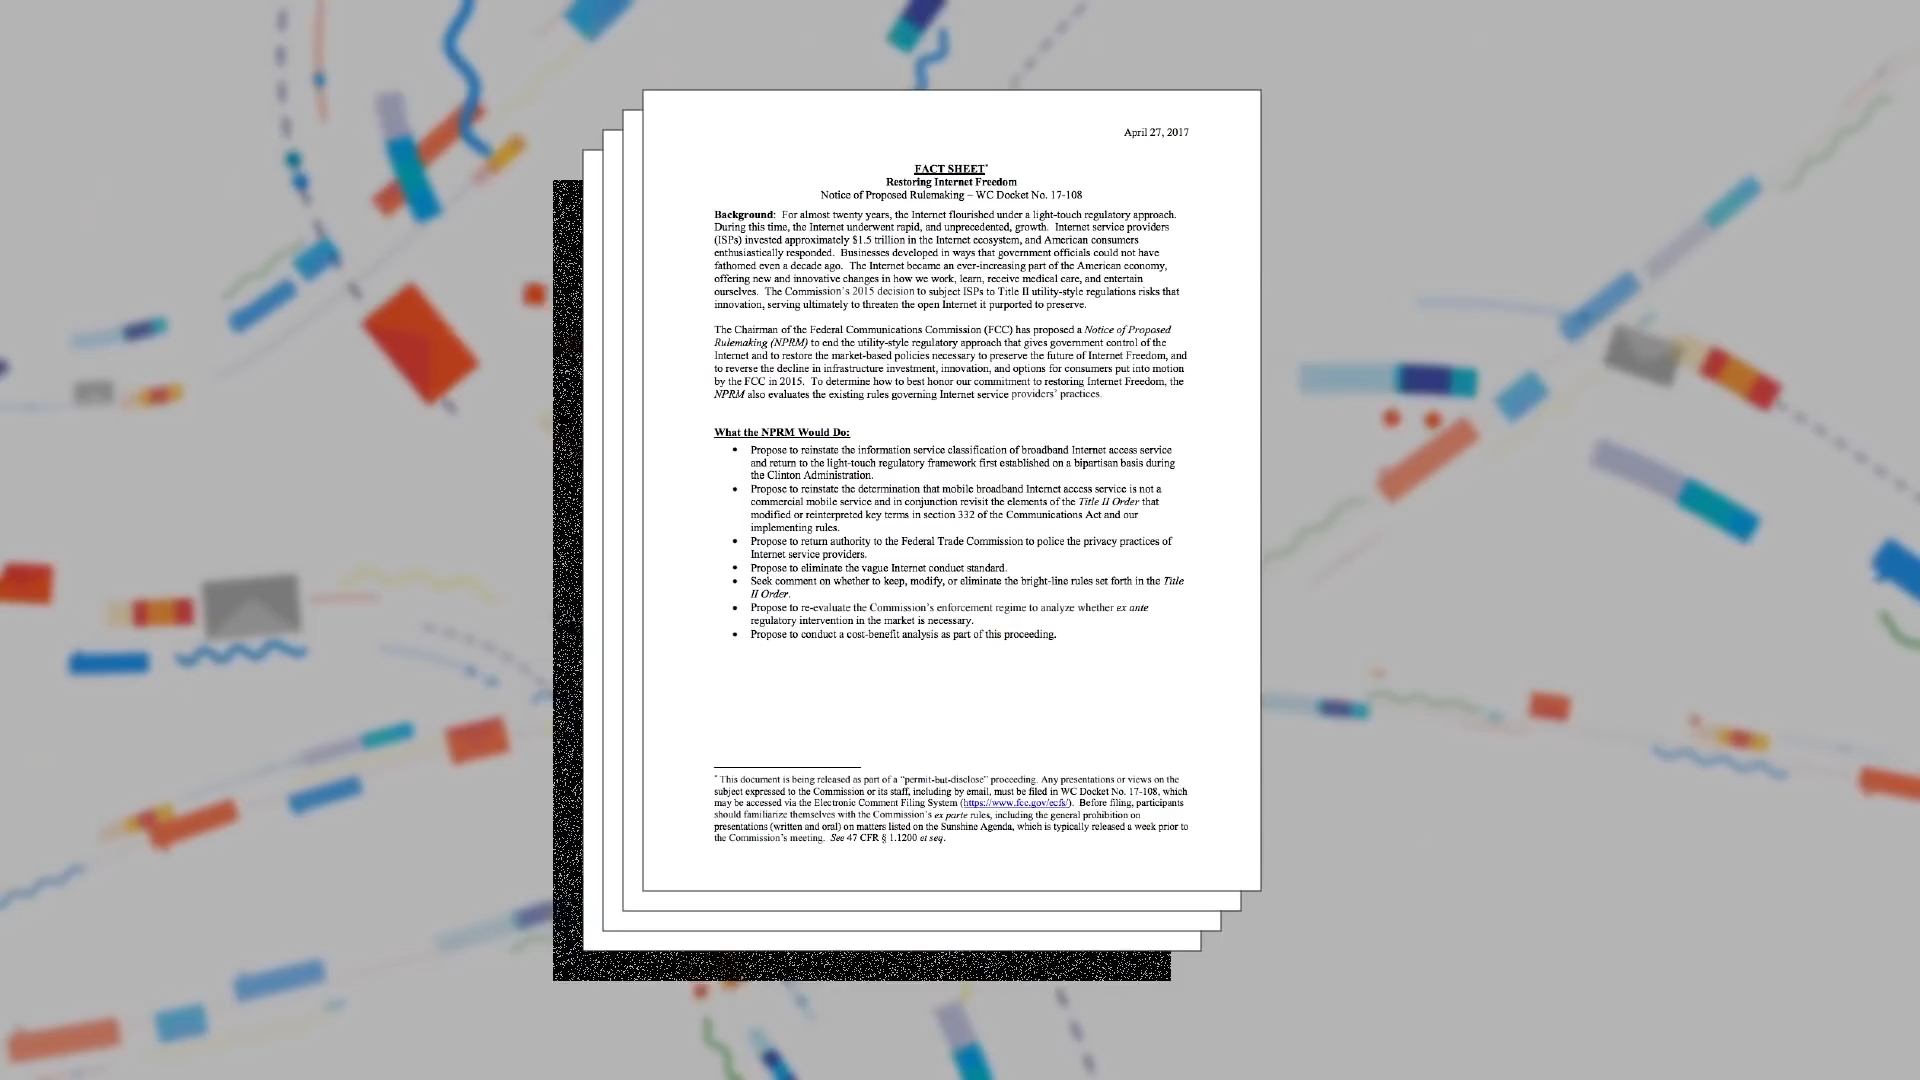 April 27, 2017
FACT SHEET*
Restoring Internet Freedom
Notice of Proposed Rulemaking – WC Docket No. 17-108
Background:  For almost twenty years, the Internet flourished under a light-touch regulatory approach.
During this time, the Internet underwent rapid, and unprecedented, growth.  Internet service providers
(ISPs) invested approximately $1.5 trillion in the Internet ecosystem, and American consumers
enthusiastically responded.  Businesses developed in ways that government officials could not have
fathomed even a decade ago.  The Internet became an ever-increasing part of the American economy,
offering new and innovative changes in how we work, learn, receive medical care, and entertain
ourselves.  The Commission’s 2015 decision to subject ISPs to Title II utility-style regulations risks that
innovation, serving ultimately to threaten the open Internet it purported to preserve.
The Chairman of the Federal Communications Commission (FCC) has proposed a Notice of Proposed
Rulemaking (NPRM) to end the utility-style regulatory approach that gives government control of the
Internet and to restore the market-based policies necessary to preserve the future of Internet Freedom, and
to reverse the decline in infrastructure investment, innovation, and options for consumers put into motion
by the FCC in 2015.  To determine how to best honor our commitment to restoring Internet Freedom, the
NPRM also evaluates the existing rules governing Internet service providers’ practices.
What the NPRM Would Do:
• Propose to reinstate the information service classification of broadband Internet access service
and return to the light-touch regulatory framework first established on a bipartisan basis during
the Clinton Administration.
• Propose to reinstate the determination that mobile broadband Internet access service is not a
commercial mobile service and in conjunction revisit the elements of the Title II Order that
modified or reinterpreted key terms in section 332 of the Communications Act and our
implementing rules.
• Propose to return authority to the Federal Trade Commission to police the privacy practices of
Internet service providers.
• Propose to eliminate the vague Internet conduct standard.
• Seek comment on whether to keep, modify, or eliminate the bright-line rules set forth in the Title
II Order.
• Propose to re-evaluate the Commission’s enforcement regime to analyze whether ex ante
regulatory intervention in the market is necessary.
• Propose to conduct a cost-benefit analysis as part of this proceeding.
* This document is being released as part of a “permit-but-disclose” proceeding. Any presentations or views on the
subject expressed to the Commission or its staff, including by email, must be filed in WC Docket No. 17-108, which
may be accessed via the Electronic Comment Filing System (https://www.fcc.gov/ecfs/).  Before filing, participants
should familiarize themselves with the Commission’s ex parte rules, including the general prohibition on
presentations (written and oral) on matters listed on the Sunshine Agenda, which is typically released a week prior to
the Commission’s meeting.  See 47 CFR § 1.1200 et seq.